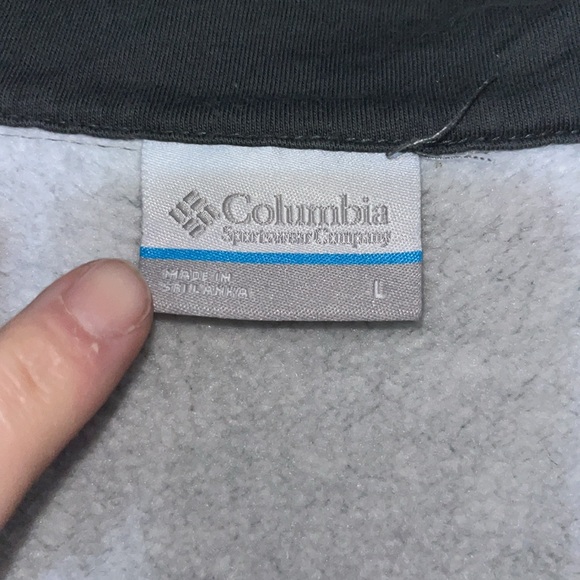 Columbia
Sportswear Company
MADE IN
SRI LANKA
L